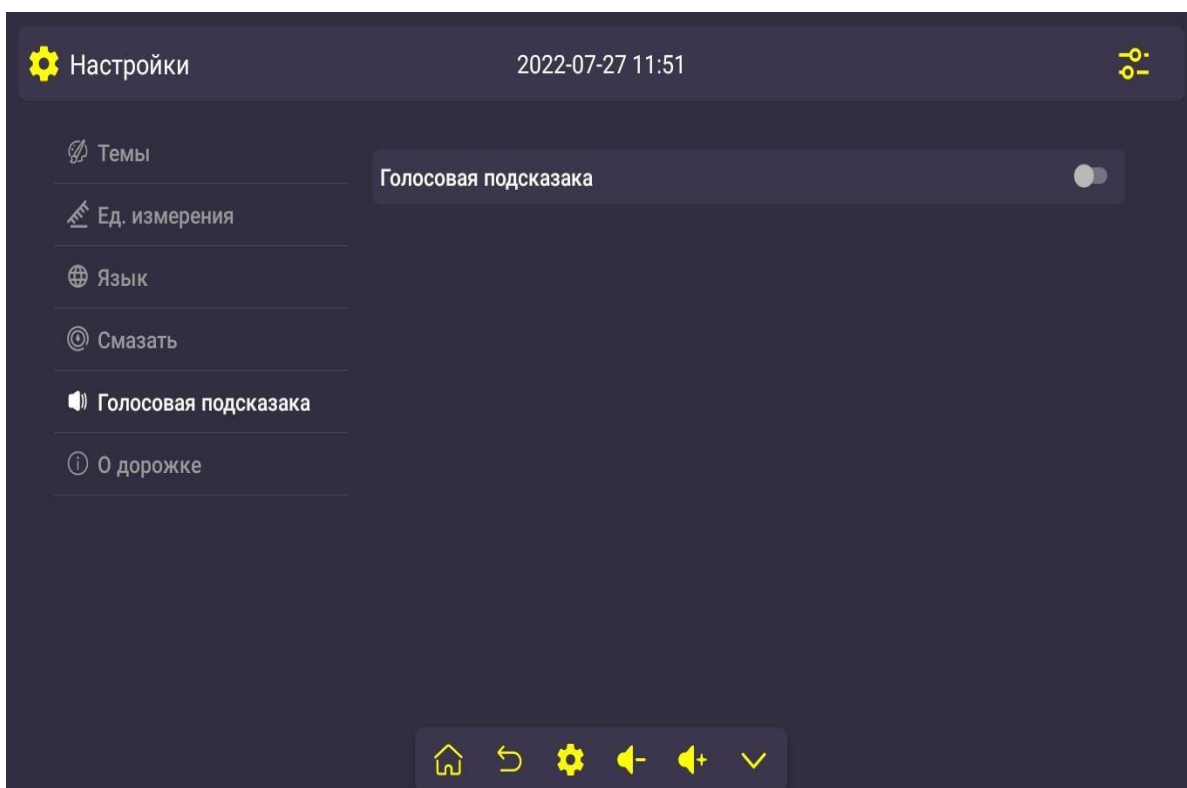 Настройки
2022-07-27 11:51
Темы
Ед. измерения
Язык
Смазать
Голосовая подсказака
О дорожке
Голосовая подсказака